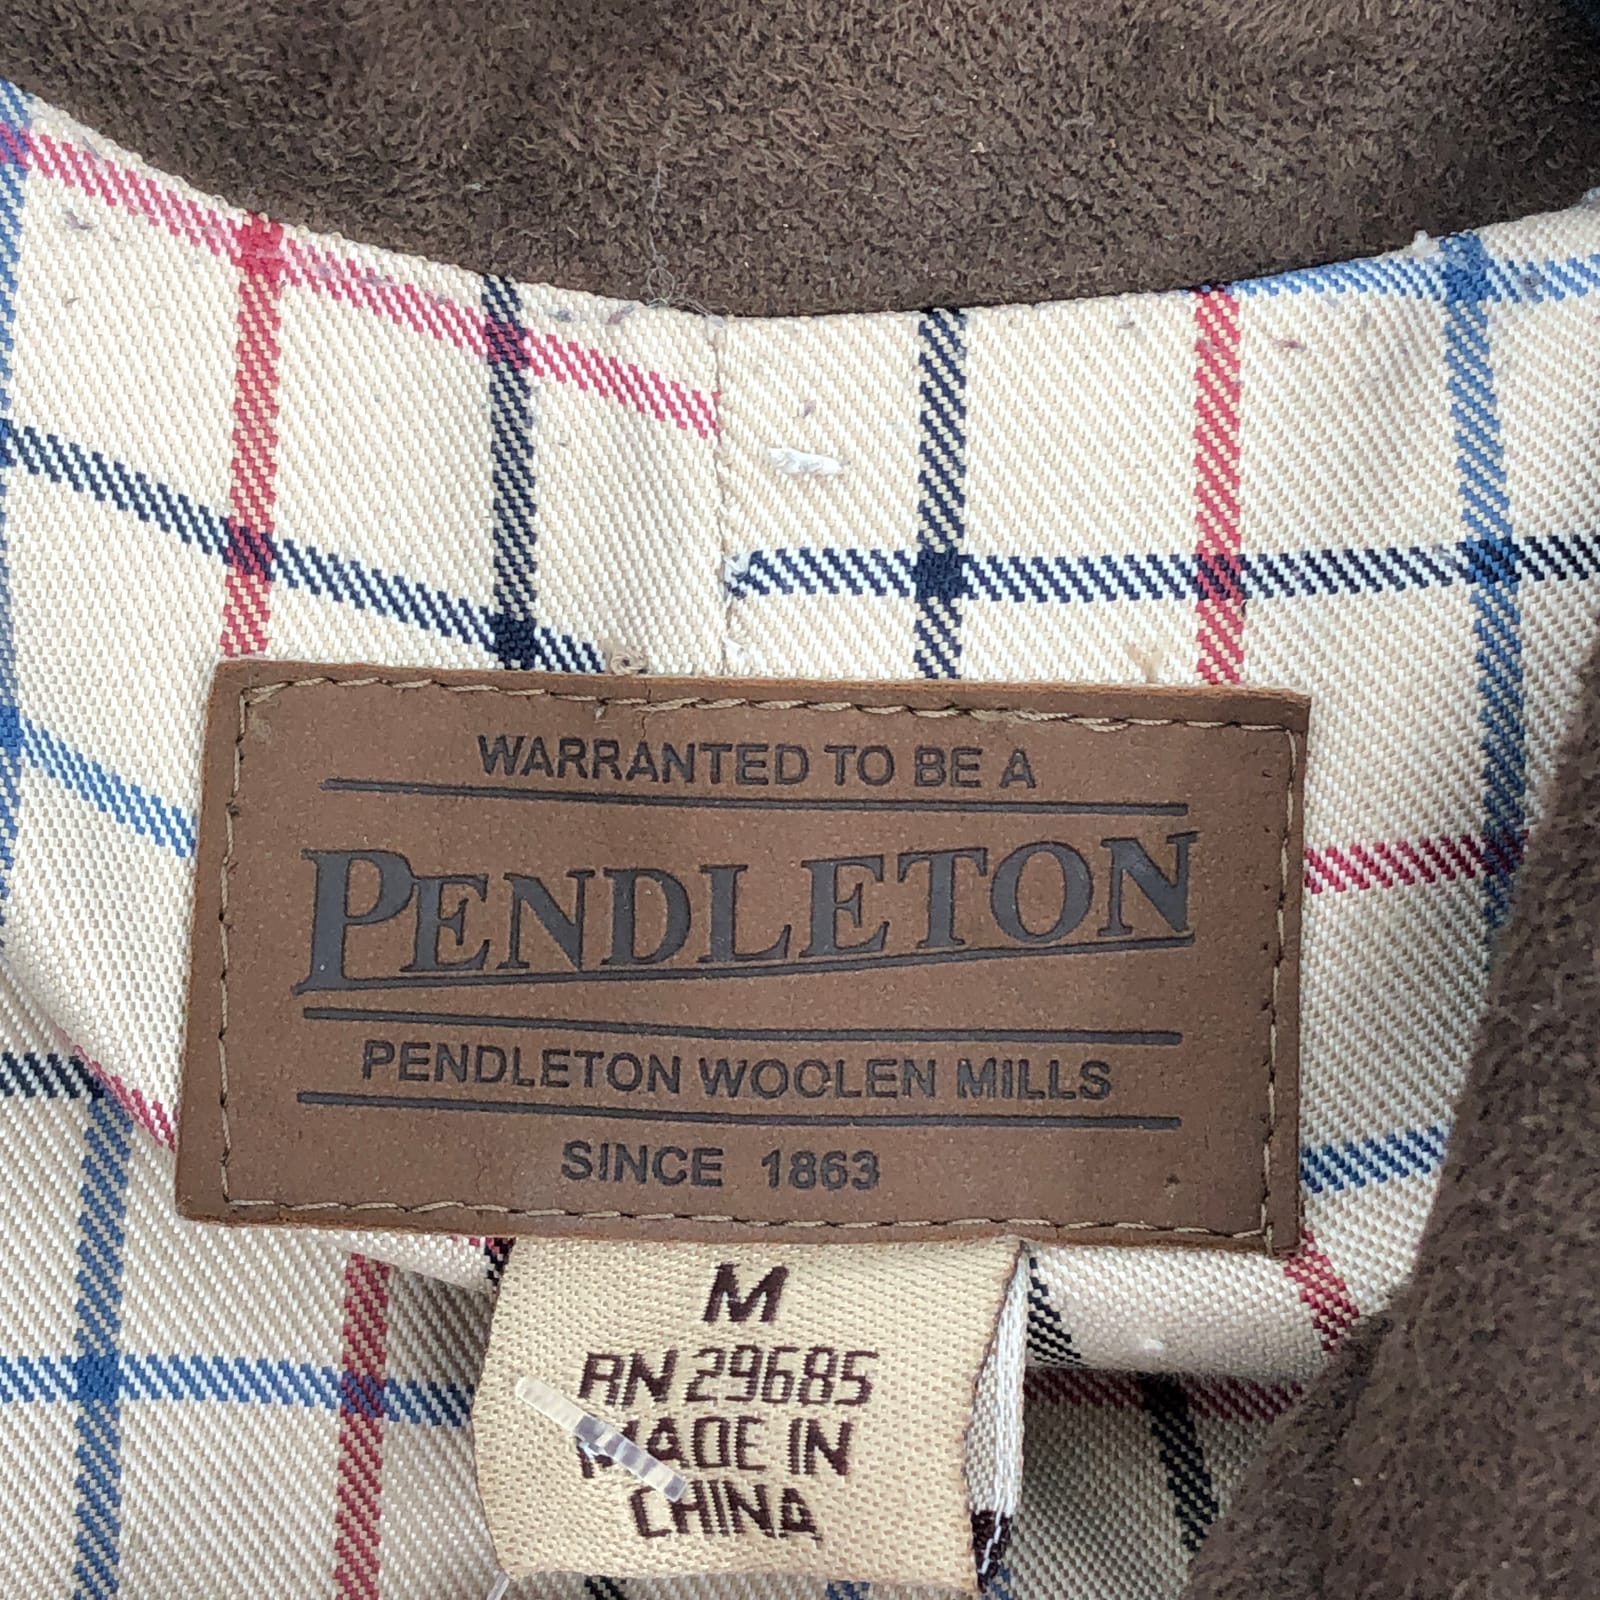 WARRANTED TO BE A
PENDLETON
PENDLETON WOOLEN MILLS
SINCE 1863
M
RN 29685
MADE IN
CHINA